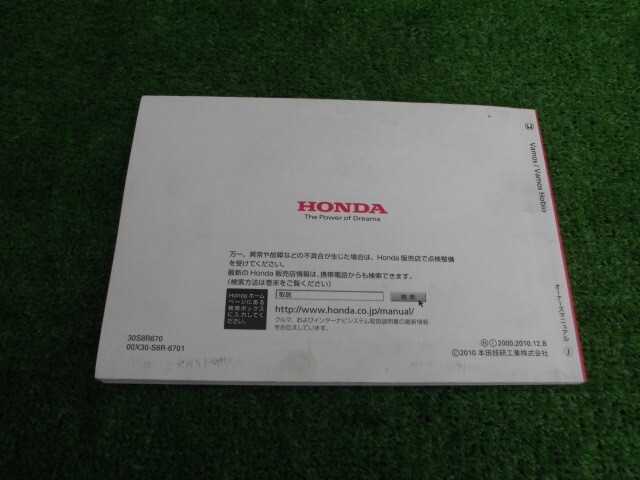 HONDA
The Power of Dreams
万一、異常や故障などの不具合が生じた場合は、Honda 販売店で点検整備
を受けてください。
最新の Honda 販売店情報は、携帯電話からも検索できます。
(検索方法は巻末をご覧ください)
Honda ホーム
ページにある
検索ボックス
に入力してく
ださい。
取説
検索
http://www.honda.co.jp/manual/
クルマ、およびインターナビシステム取扱説明書の最新情報
をお伝えしています。
30S8R670
00X30-S8R-6701
Ⓗ Ⓘ 2000.2010.12.B
Ⓒ2010 本田技研工業株式会社
Vamos / Vamos Hobio
オーナーズマニュアル